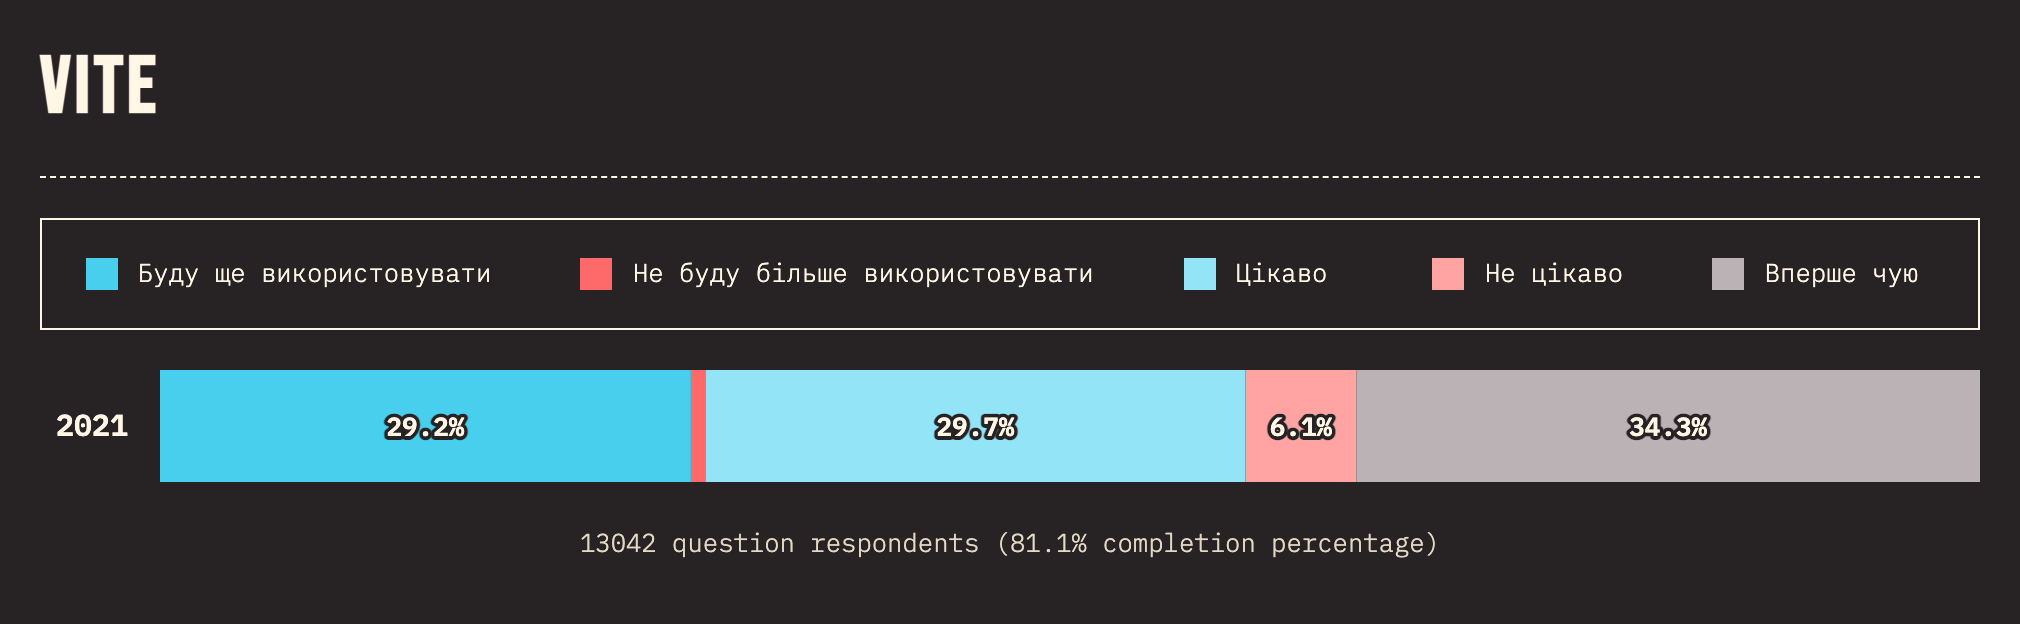 VITE
Буду ще використовувати Не буду більше використовувати Цікаво Не цікаво Вперше чую
2021 29.2% 29.7% 6.1% 34.3%
13042 question respondents (81.1% completion percentage)